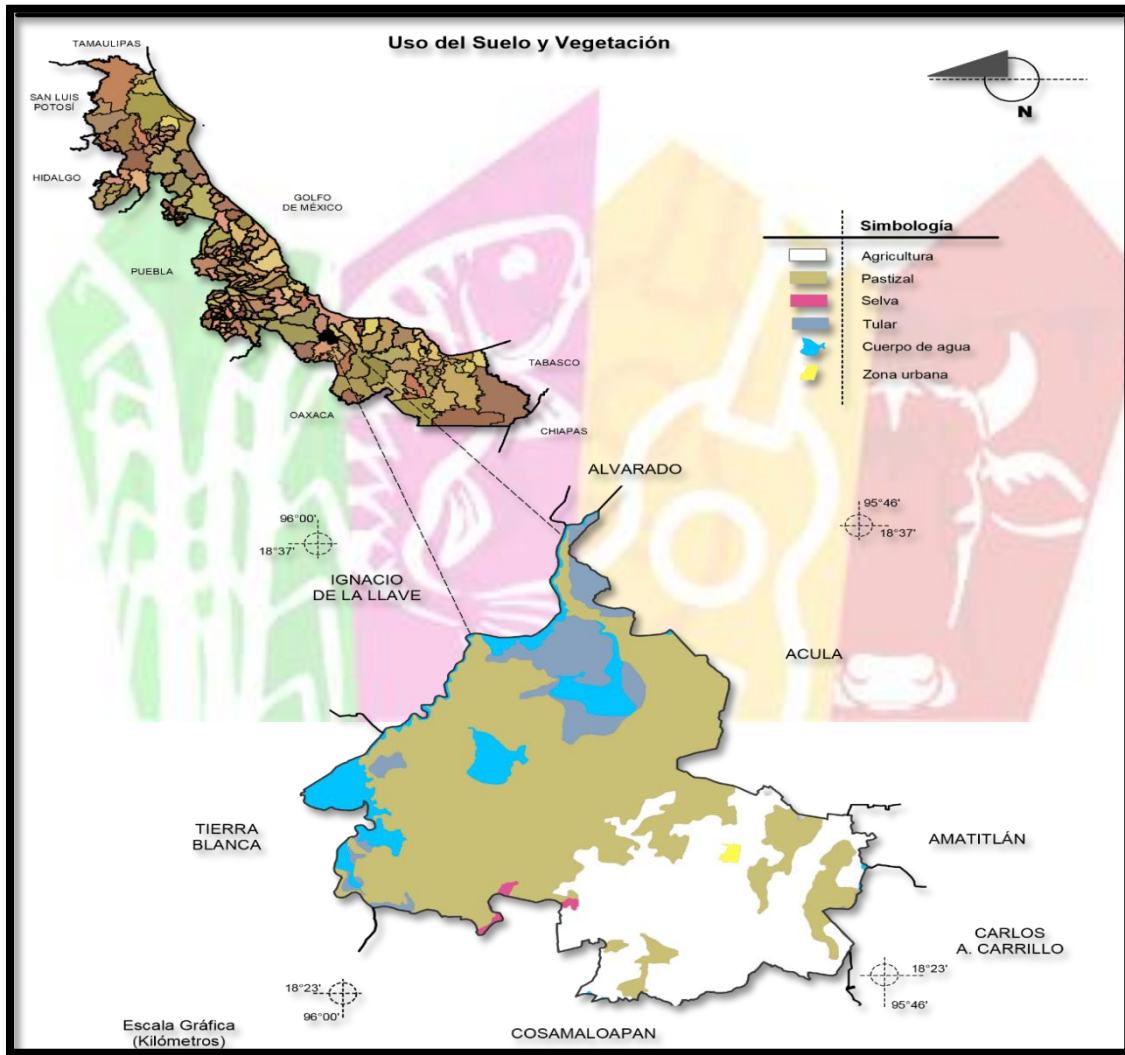 Uso del Suelo y Vegetación
N
TAMAULIPAS
SAN LUIS
POTOSÍ
HIDALGO
GOLFO
DE MÉXICO
PUEBLA
TABASCO
OAXACA
CHIAPAS
Simbología
Agricultura
Pastizal
Selva
Tular
Cuerpo de agua
Zona urbana
ALVARADO
96°00'
18°37'
95°46'
18°37'
IGNACIO
DE LA LLAVE
ACULA
TIERRA
BLANCA
AMATITLÁN
CARLOS
A. CARRILLO
18°23'
96°00'
18°23'
95°46'
Escala Gráfica
(Kilómetros)
COSAMALOAPAN